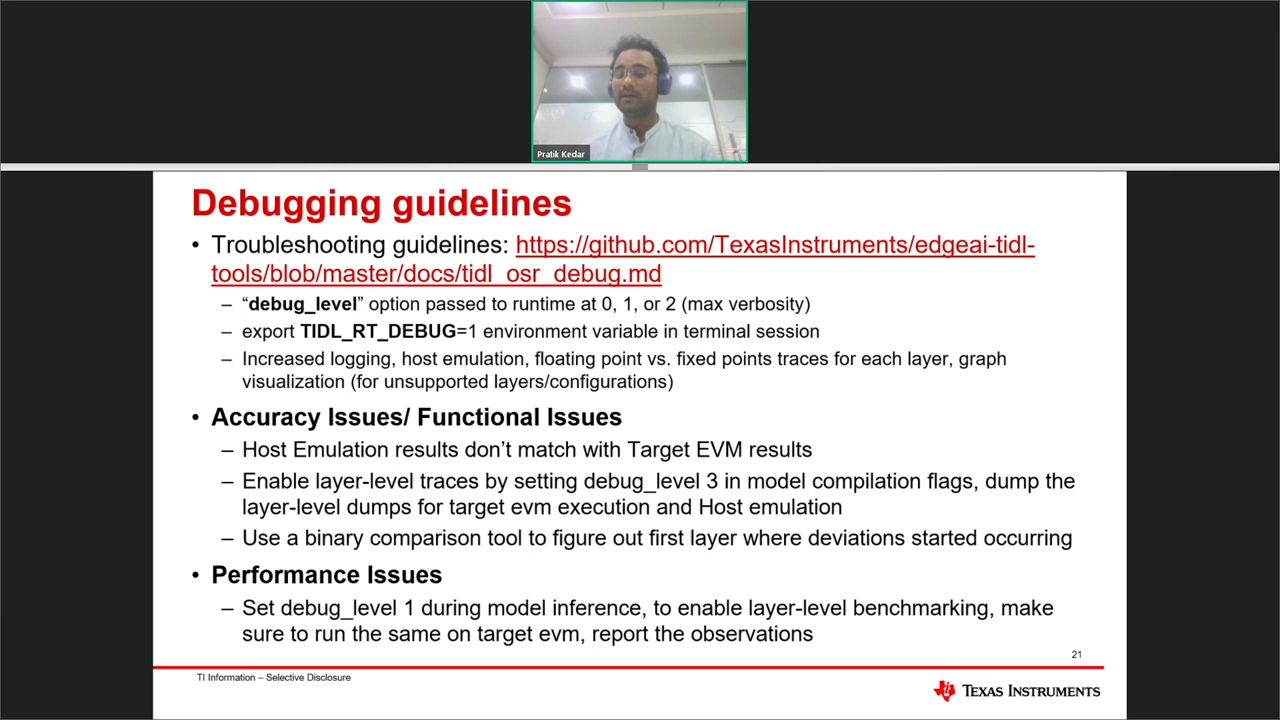 Pratik Kedar
Debugging guidelines
• Troubleshooting guidelines: https://github.com/TexasInstruments/edgeai-tidl-
tools/blob/master/docs/tidl_osr_debug.md
– “debug_level” option passed to runtime at 0, 1, or 2 (max verbosity)
– export TIDL_RT_DEBUG=1 environment variable in terminal session
– Increased logging, host emulation, floating point vs. fixed points traces for each layer, graph
visualization (for unsupported layers/configurations)
• Accuracy Issues/ Functional Issues
– Host Emulation results don’t match with Target EVM results
– Enable layer-level traces by setting debug_level 3 in model compilation flags, dump the
layer-level dumps for target evm execution and Host emulation
– Use a binary comparison tool to figure out first layer where deviations started occurring
• Performance Issues
– Set debug_level 1 during model inference, to enable layer-level benchmarking, make
sure to run the same on target evm, report the observations
21
TI Information – Selective Disclosure
TEXAS INSTRUMENTS